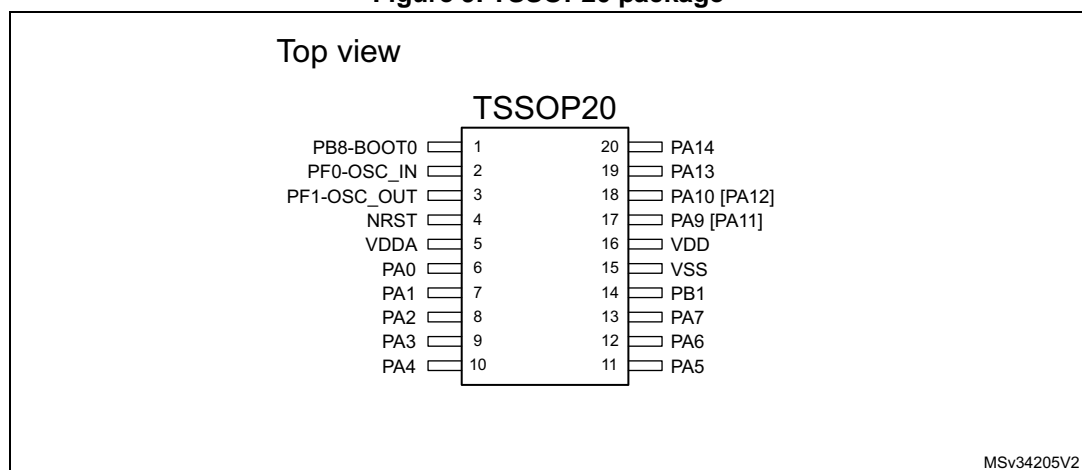 Top view
TSSOP20
PB8-BOOT0 1 20 PA14
PF0-OSC_IN 2 19 PA13
PF1-OSC_OUT 3 18 PA10 [PA12]
NRST 4 17 PA9 [PA11]
VDDA 5 16 VDD
PA0 6 15 VSS
PA1 7 14 PB1
PA2 8 13 PA7
PA3 9 12 PA6
PA4 10 11 PA5
MSv34205V2